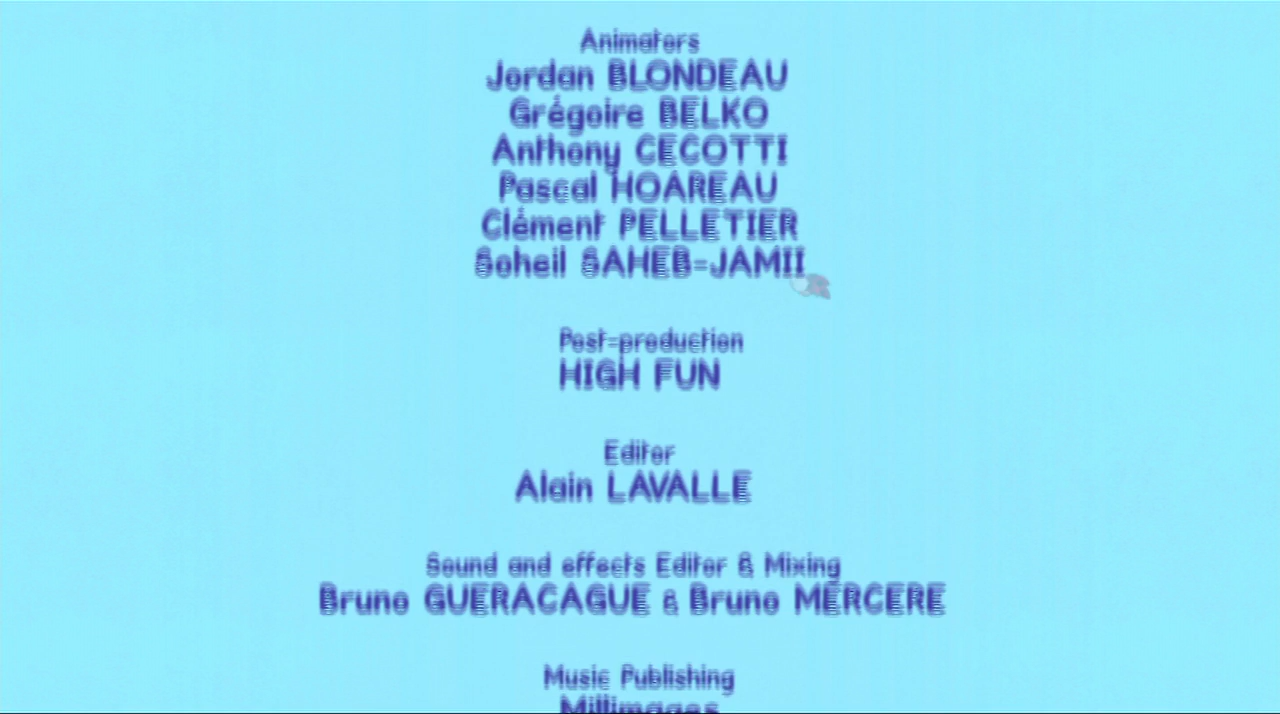 Animators
Jordan BLONDEAU
Grégoire BELKO
Anthony CECOTTI
Pascal HOAREAU
Clément PELLETIER
Soheil SAHEB-JAMII
Post-production
HIGH FUN
Editor
Alain LAVALLE
Sound and effects Editor & Mixing
Bruno GUERACAGUE & Bruno MERCERE
Music Publishing
Millimages